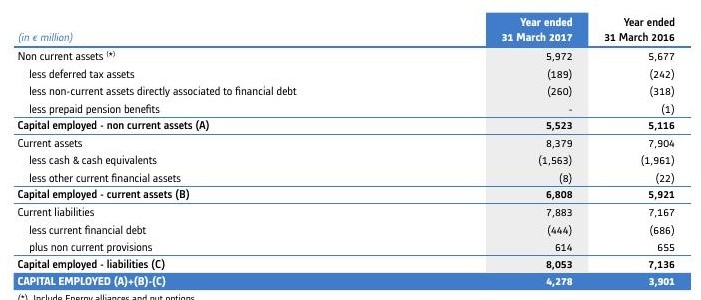 Year ended Year ended
(in € million) 31 March 2017 31 March 2016
Non current assets (*) 5,972 5,677
less deferred tax assets (189) (242)
less non-current assets directly associated to financial debt (260) (318)
less prepaid pension benefits - (1)
Capital employed - non current assets (A) 5,523 5,116
Current assets 8,379 7,904
less cash & cash equivalents (1,563) (1,961)
less other current financial assets (8) (22)
Capital employed - current assets (B) 6,808 5,921
Current liabilities 7,883 7,167
less current financial debt (444) (686)
plus non current provisions 614 655
Capital employed - liabilities (C) 8,053 7,136
CAPITAL EMPLOYED (A)+(B)-(C) 4,278 3,901
(*) Include Energy alliances and put options